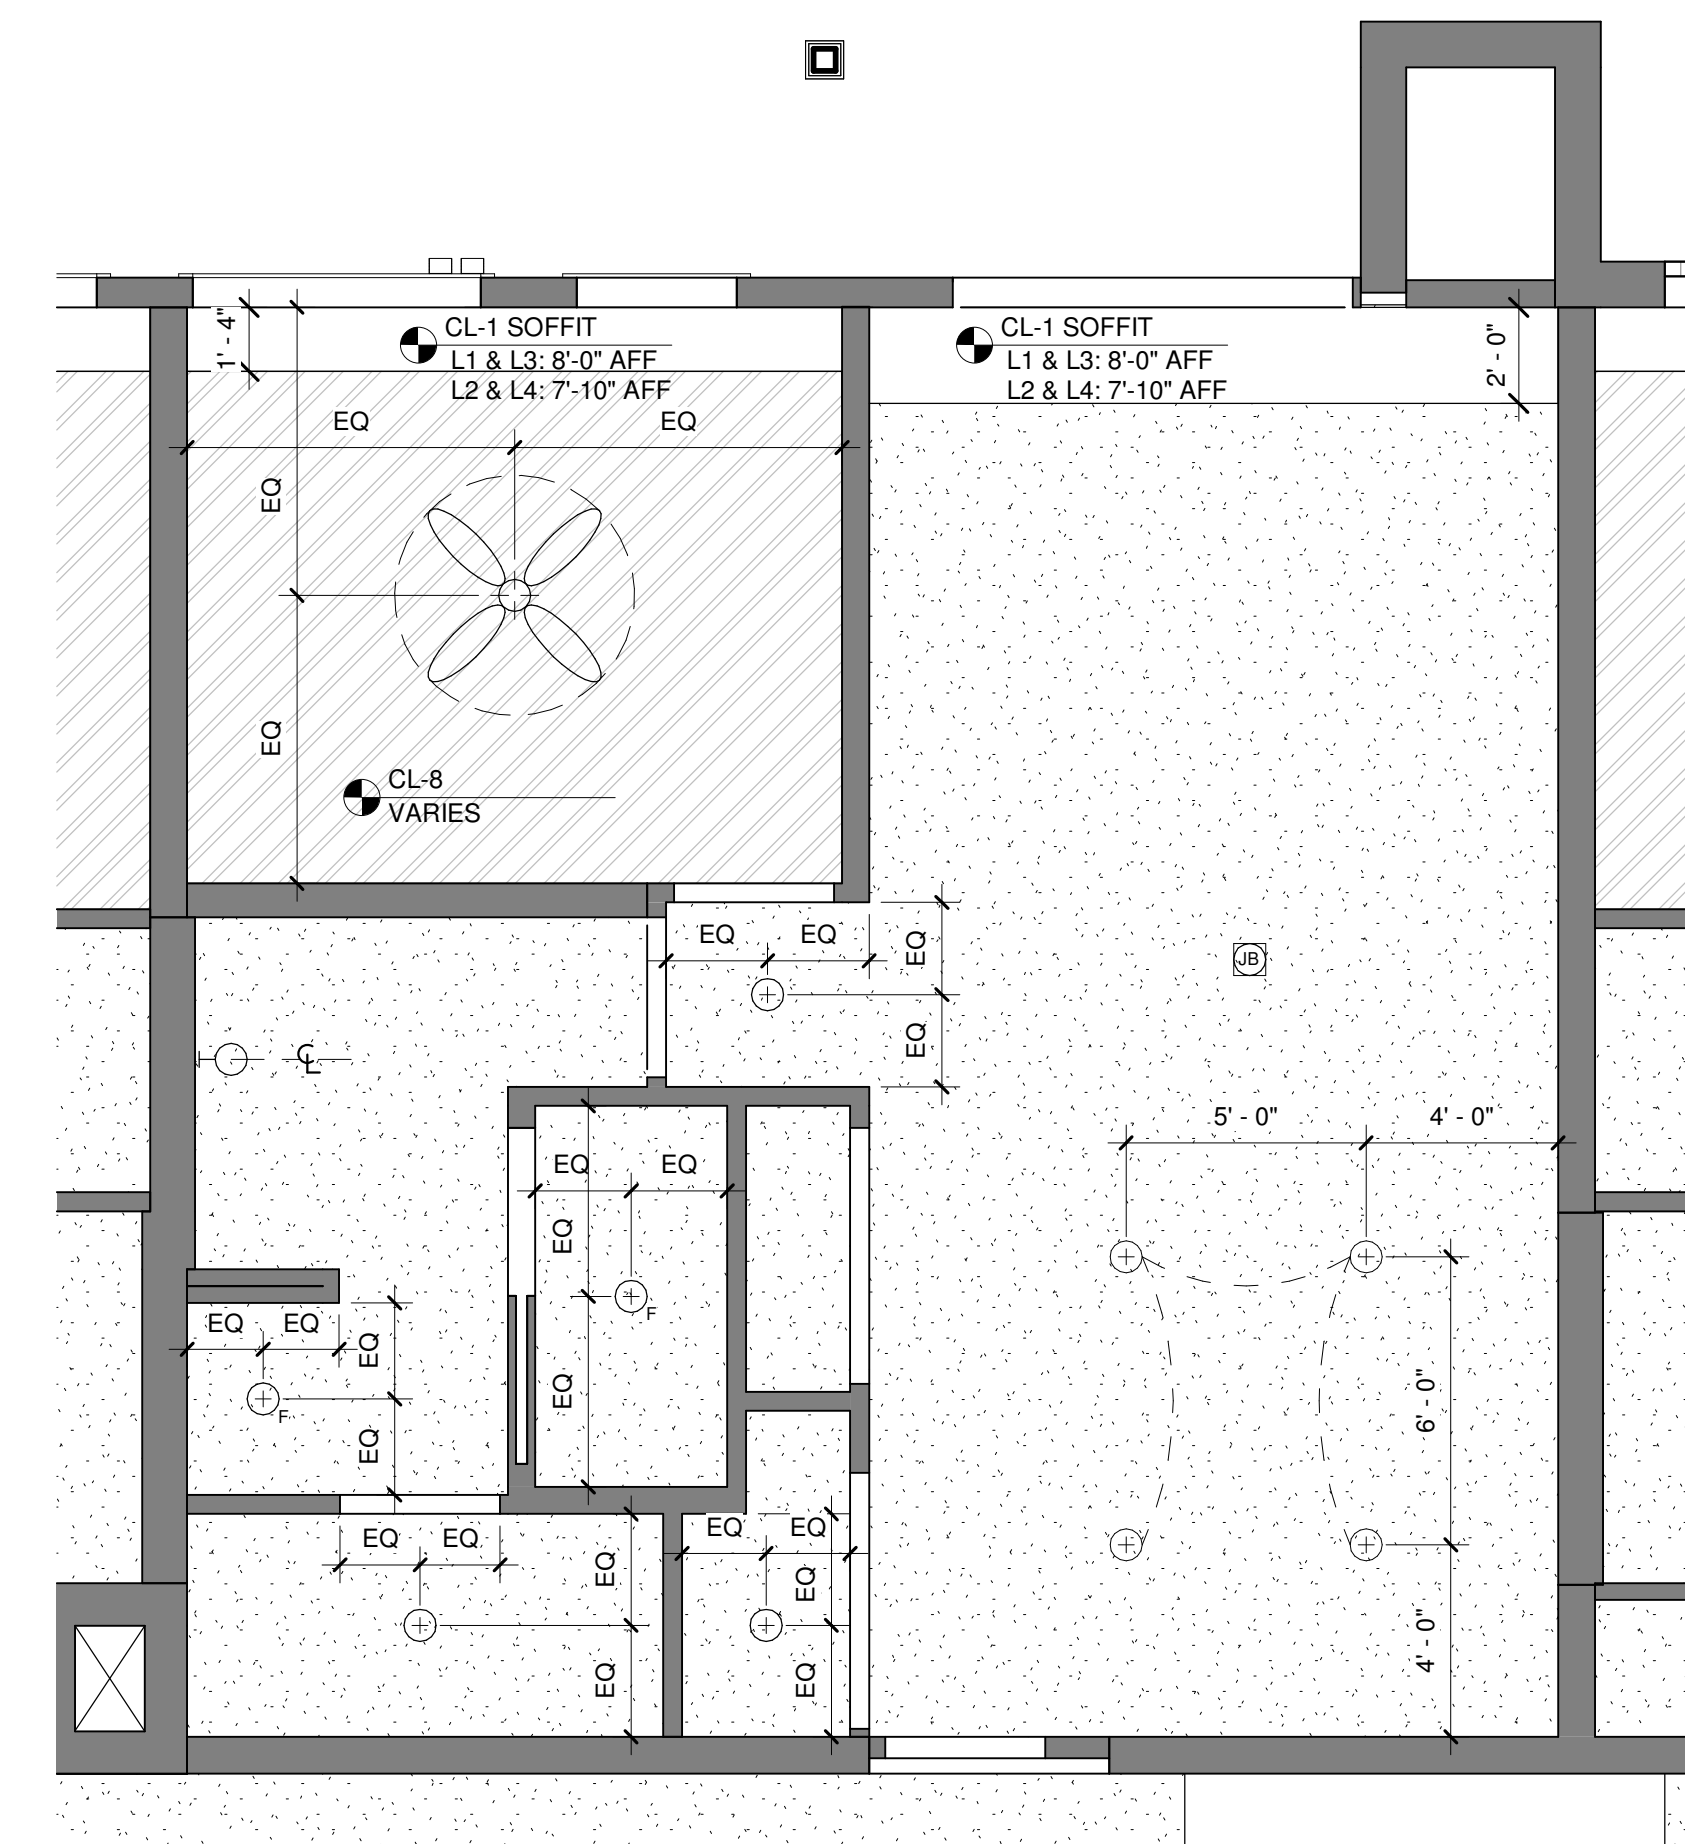 CL-1 SOFFIT
L1 & L3: 8'-0" AFF
L2 & L4: 7'-10" AFF
CL-1 SOFFIT
L1 & L3: 8'-0" AFF
L2 & L4: 7'-10" AFF
1' - 4"
2' - 0"
EQ
EQ
EQ
EQ
CL-8
VARIES
EQ
EQ
EQ
EQ
JB
CL
5' - 0"
4' - 0"
EQ
EQ
EQ
EQ
F
EQ
EQ
EQ
EQ
F
6' - 0"
4' - 0"
EQ
EQ
EQ
EQ
EQ
EQ
EQ
EQ